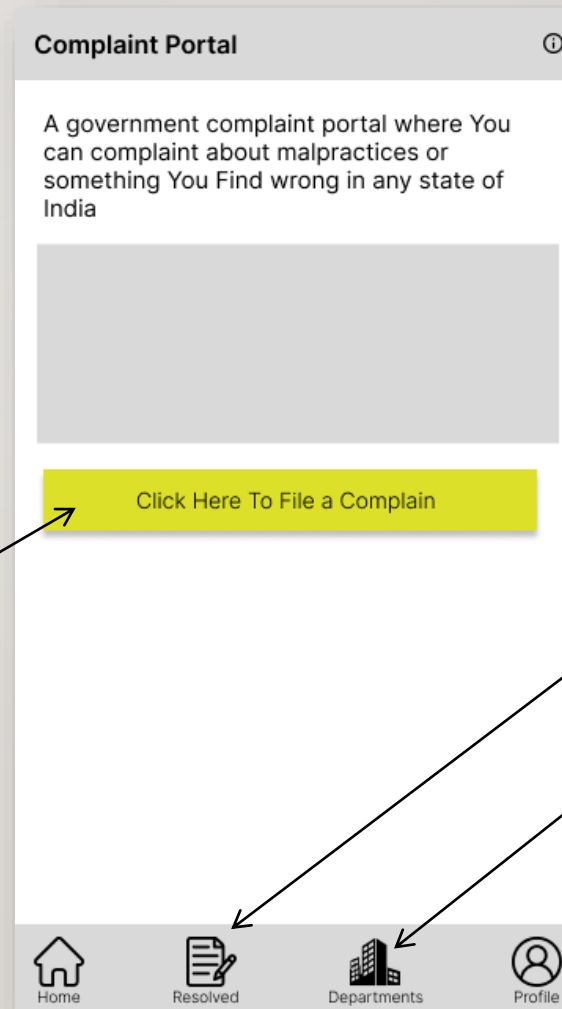 Complaint Portal
A government complaint portal where You
can complaint about malpractices or
something You Find wrong in any state of
India
Click Here To File a Complain
Home
Resolved
Departments
Profile